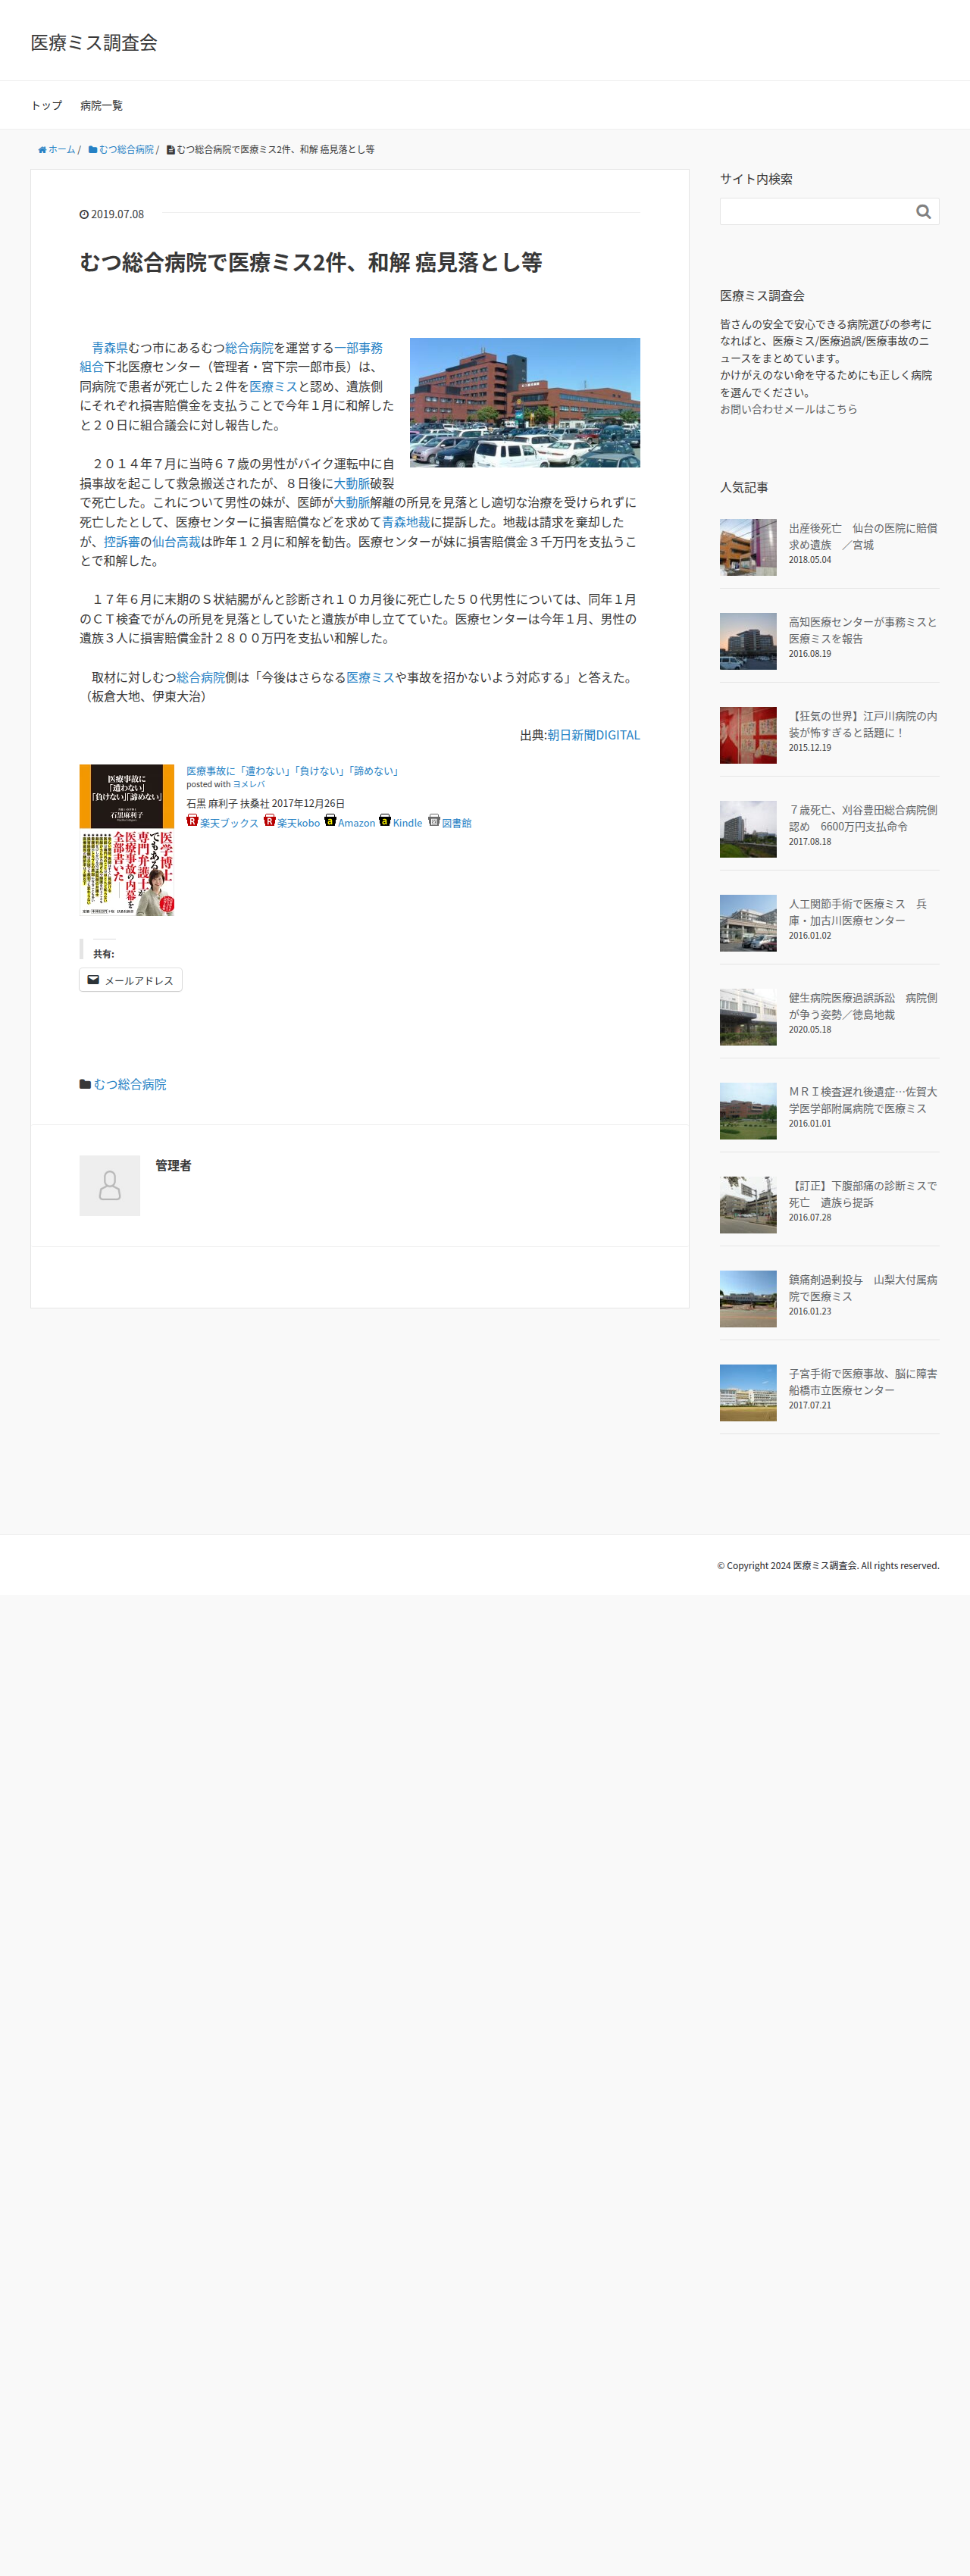 医療ミス調査会
トップ 病院一覧
ホーム / むつ総合病院 / むつ総合病院で医療ミス2件、和解 癌見落とし等
2019.07.08
むつ総合病院で医療ミス2件、和解 癌見落とし等
青森県むつ市にあるむつ総合病院を運営する一部事務
組合下北医療センター（管理者・宮下宗一郎市長）は、
同病院で患者が死亡した２件を医療ミスと認め、遺族側
にそれぞれ損害賠償金を支払うことで今年１月に和解した
と２０日に組合議会に対し報告した。
２０１４年７月に当時６７歳の男性がバイク運転中に自
損事故を起こして救急搬送されたが、８日後に大動脈破裂
で死亡した。これについて男性の妹が、医師が大動脈解離の所見を見落とし適切な治療を受けられずに
死亡したとして、医療センターに損害賠償などを求めて青森地裁に提訴した。地裁は請求を棄却した
が、控訴審の仙台高裁は昨年１２月に和解を勧告。医療センターが妹に損害賠償金３千万円を支払うこ
とで和解した。
１７年６月に末期のＳ状結腸がんと診断され１０カ月後に死亡した５０代男性については、同年１月
のＣＴ検査でがんの所見を見落としていたと遺族が申し立てていた。医療センターは今年１月、男性の
遺族３人に損害賠償金計２８００万円を支払い和解した。
取材に対しむつ総合病院側は「今後はさらなる医療ミスや事故を招かないよう対応する」と答えた。
（板倉大地、伊東大治）
出典:朝日新聞DIGITAL
医療事故に
「遭わない」
「負けない」「諦めない」
石黒麻利子
医学博士
でもある
専門弁護士が
医療事故の内幕を
全部書いた
医療事故に「遭わない」「負けない」「諦めない」
posted with ヨメレバ
石黒 麻利子 扶桑社 2017年12月26日
楽天ブックス 楽天kobo Amazon Kindle 図書館
共有:
メールアドレス
むつ総合病院
管理者
サイト内検索
医療ミス調査会
皆さんの安全で安心できる病院選びの参考に
なればと、医療ミス/医療過誤/医療事故のニ
ュースをまとめています。
かけがえのない命を守るためにも正しく病院
を選んでください。
お問い合わせメールはこちら
人気記事
出産後死亡　仙台の医院に賠償
求め遺族　／宮城
2018.05.04
高知医療センターが事務ミスと
医療ミスを報告
2016.08.19
【狂気の世界】江戸川病院の内
装が怖すぎると話題に！
2015.12.19
７歳死亡、刈谷豊田総合病院側
認め　6600万円支払命令
2017.08.18
人工関節手術で医療ミス　兵
庫・加古川医療センター
2016.01.02
健生病院医療過誤訴訟　病院側
が争う姿勢／徳島地裁
2020.05.18
ＭＲＩ検査遅れ後遺症…佐賀大
学医学部附属病院で医療ミス
2016.01.01
【訂正】下腹部痛の診断ミスで
死亡　遺族ら提訴
2016.07.28
鎮痛剤過剰投与　山梨大付属病
院で医療ミス
2016.01.23
子宮手術で医療事故、脳に障害
船橋市立医療センター
2017.07.21
© Copyright 2024 医療ミス調査会. All rights reserved.